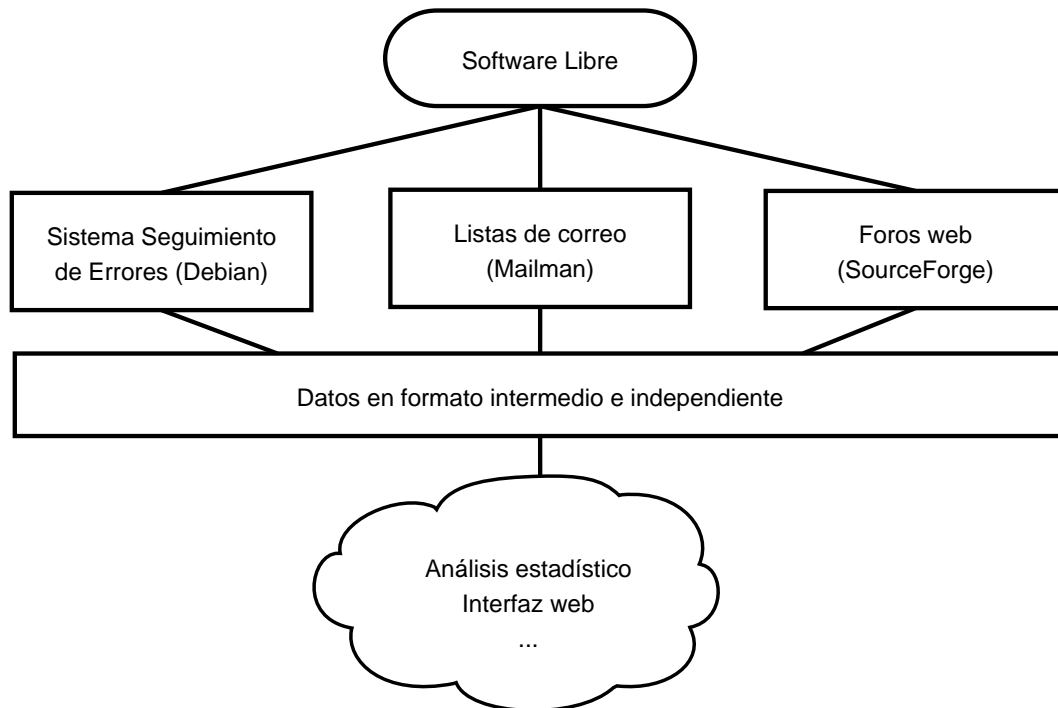 Software Libre
Sistema Seguimiento
de Errores (Debian)
Listas de correo
(Mailman)
Foros web
(SourceForge)
Datos en formato intermedio e independiente
Análisis estadístico
Interfaz web
...